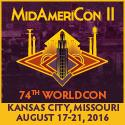 MIDAMERICON II
74TH WORLDCON
KANSAS CITY, MISSOURI
AUGUST 17-21, 2016